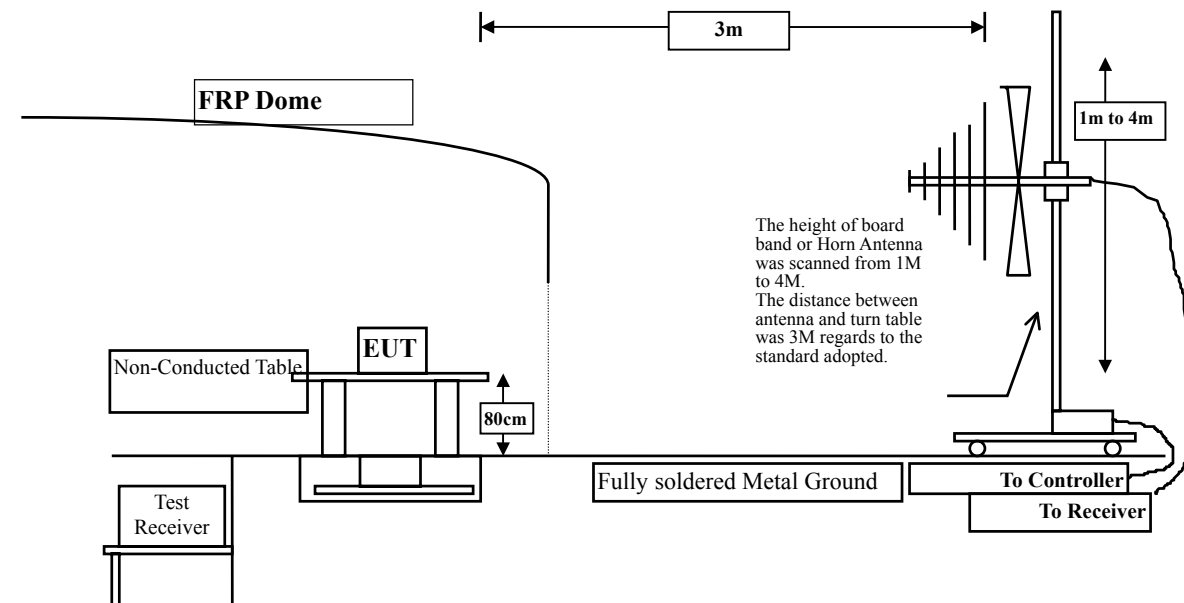 3m
FRP Dome
1m to 4m
The height of board
band or Horn Antenna
was scanned from 1M
to 4M.
The distance between
antenna and turn table
was 3M regards to the
standard adopted.
EUT
Non-Conducted Table
80cm
Fully soldered Metal Ground
To Controller
Test
Receiver
To Receiver